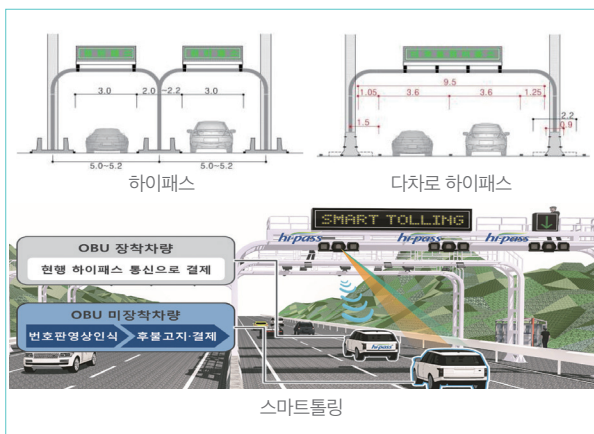 3.0
2.0
~2.2
3.0
5.0~5.2
5.0~5.2
하이패스
9.5
1.05
3.6
3.6
1.25
1.5
2.2
0.9
다차로 하이패스
SMART TOLLING
hi-pass
hi-pass
hi-pass
OBU 장착차량
현행 하이패스 통신으로 결제
OBU 미장착차량
번호판영상인식
후불고지·결제
hi-pass
스마트톨링